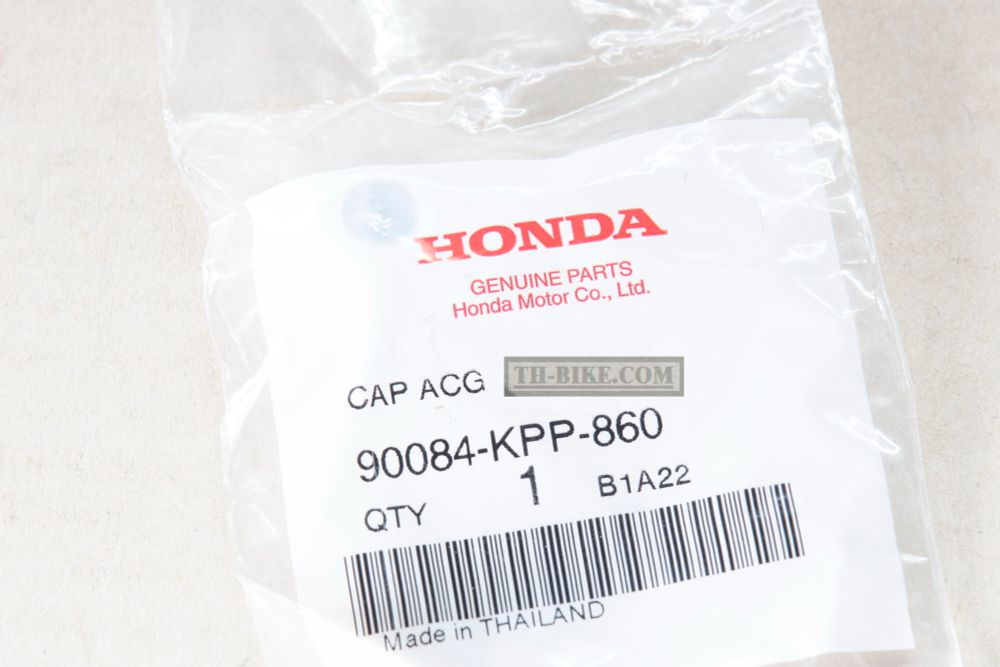 HONDA
GENUINE PARTS
Honda Motor Co., Ltd.
CAP ACG TH-BIKE.COM
90084-KPP-860
QTY 1 B1A22
Made in THAILAND